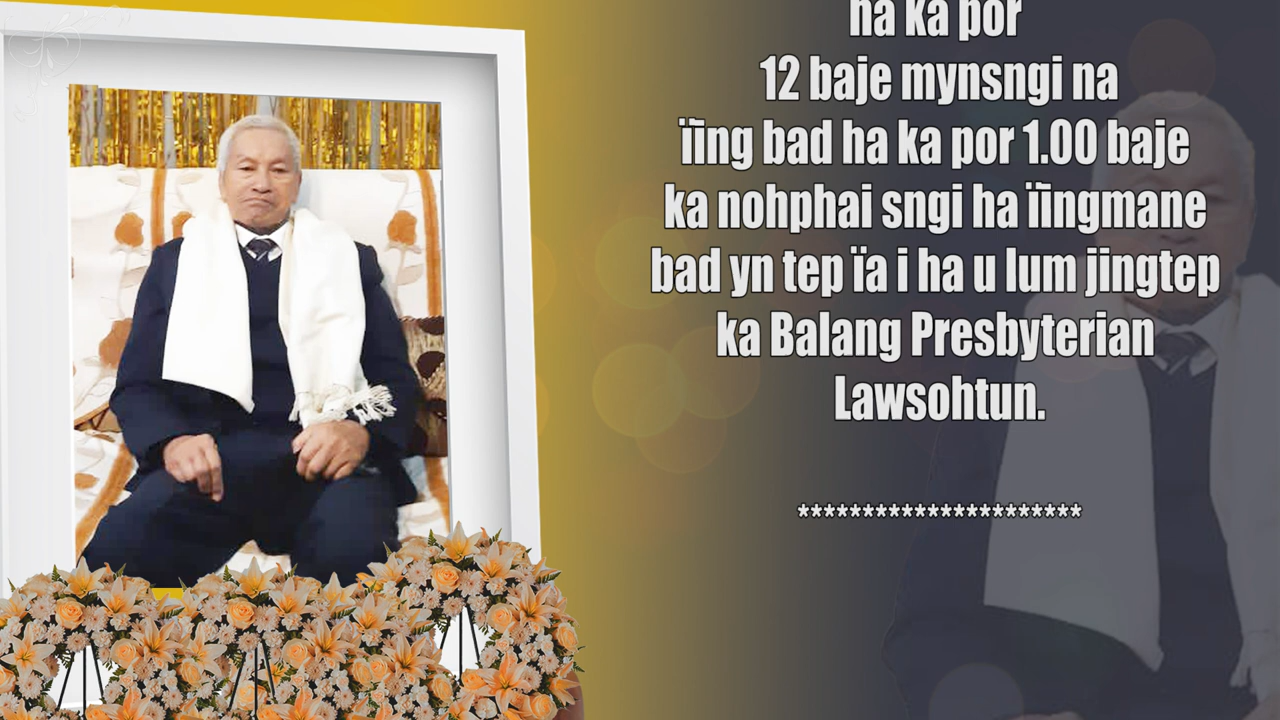 ha ka por
12 baje mynsngi na
ïing bad ha ka por 1.00 baje
ka nohphai sngi ha ïingmane
bad yn tep ïa i ha u lum jingtep
ka Balang Presbyterian
Lawsohtun.
**********************